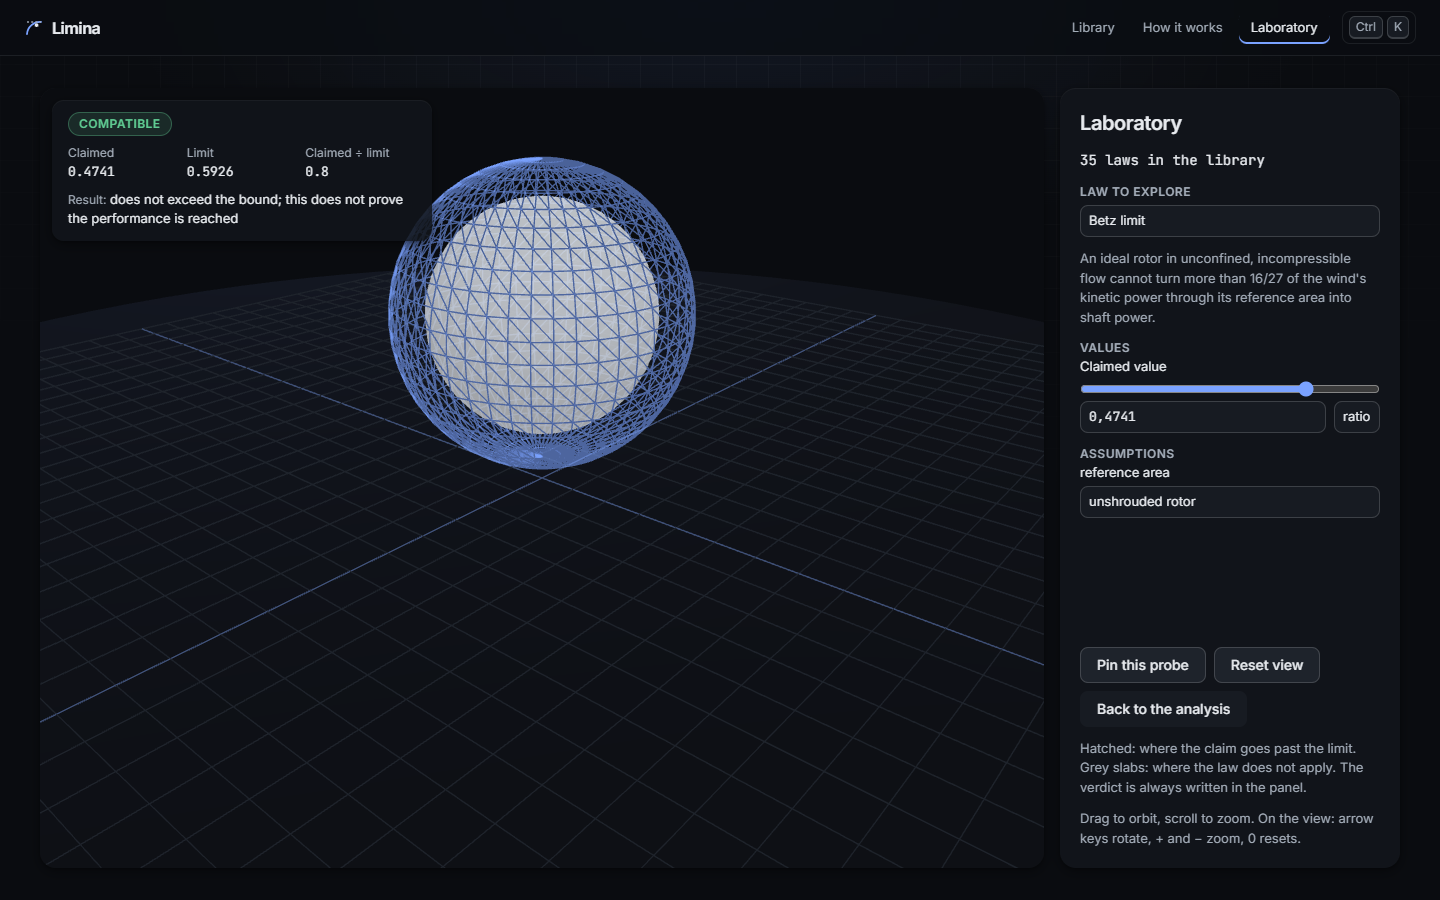 Limina
Library
How it works
Laboratory
Ctrl
K
COMPATIBLE
Claimed
Limit
Claimed ÷ limit
0.4741
0.5926
0.8
Result: does not exceed the bound; this does not prove
the performance is reached
Laboratory
35 laws in the library
LAW TO EXPLORE
Betz limit
An ideal rotor in unconfined, incompressible
flow cannot turn more than 16/27 of the wind's
kinetic power through its reference area into
shaft power.
VALUES
Claimed value
0,4741
ratio
ASSUMPTIONS
reference area
unshrouded rotor
Pin this probe
Reset view
Back to the analysis
Hatched: where the claim goes past the limit.
Grey slabs: where the law does not apply. The
verdict is always written in the panel.
Drag to orbit, scroll to zoom. On the view: arrow
keys rotate, + and − zoom, 0 resets.